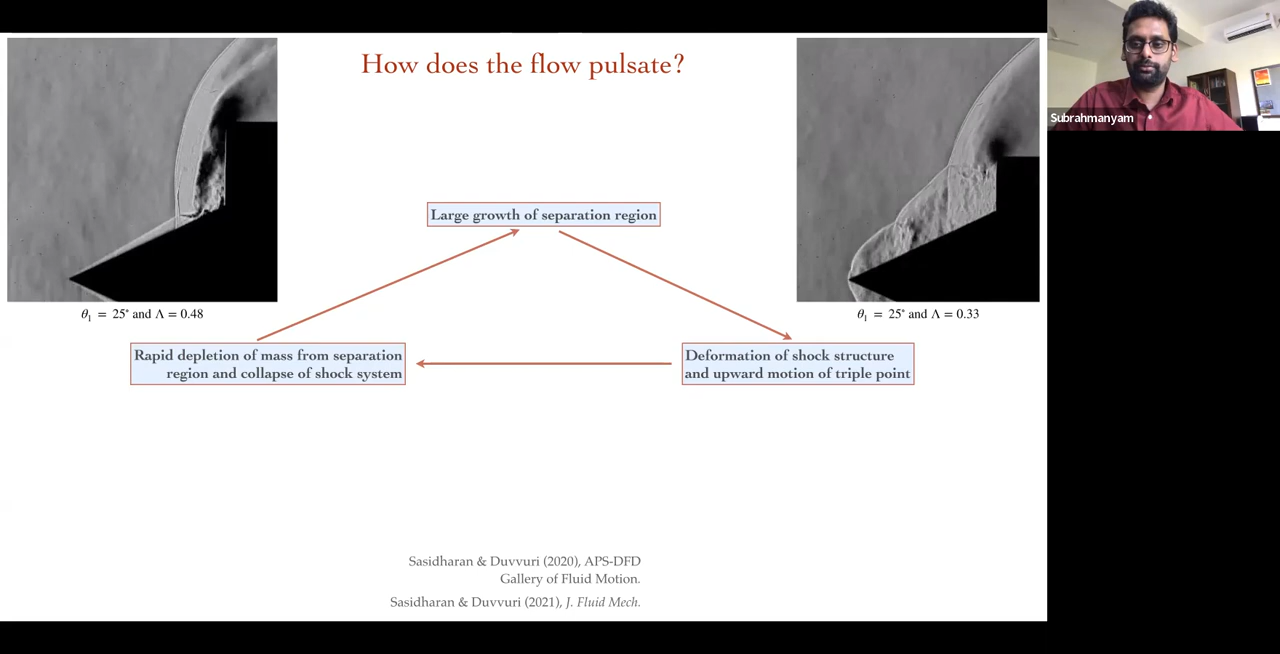 How does the flow pulsate?
Subrahmanyam
Large growth of separation region
θ₁ = 25° and Λ = 0.48
θ₁ = 25° and Λ = 0.33
Rapid depletion of mass from separation
region and collapse of shock system
Deformation of shock structure
and upward motion of triple point
Sasidharan & Duvvuri (2020), APS-DFD
Gallery of Fluid Motion.
Sasidharan & Duvvuri (2021), J. Fluid Mech.